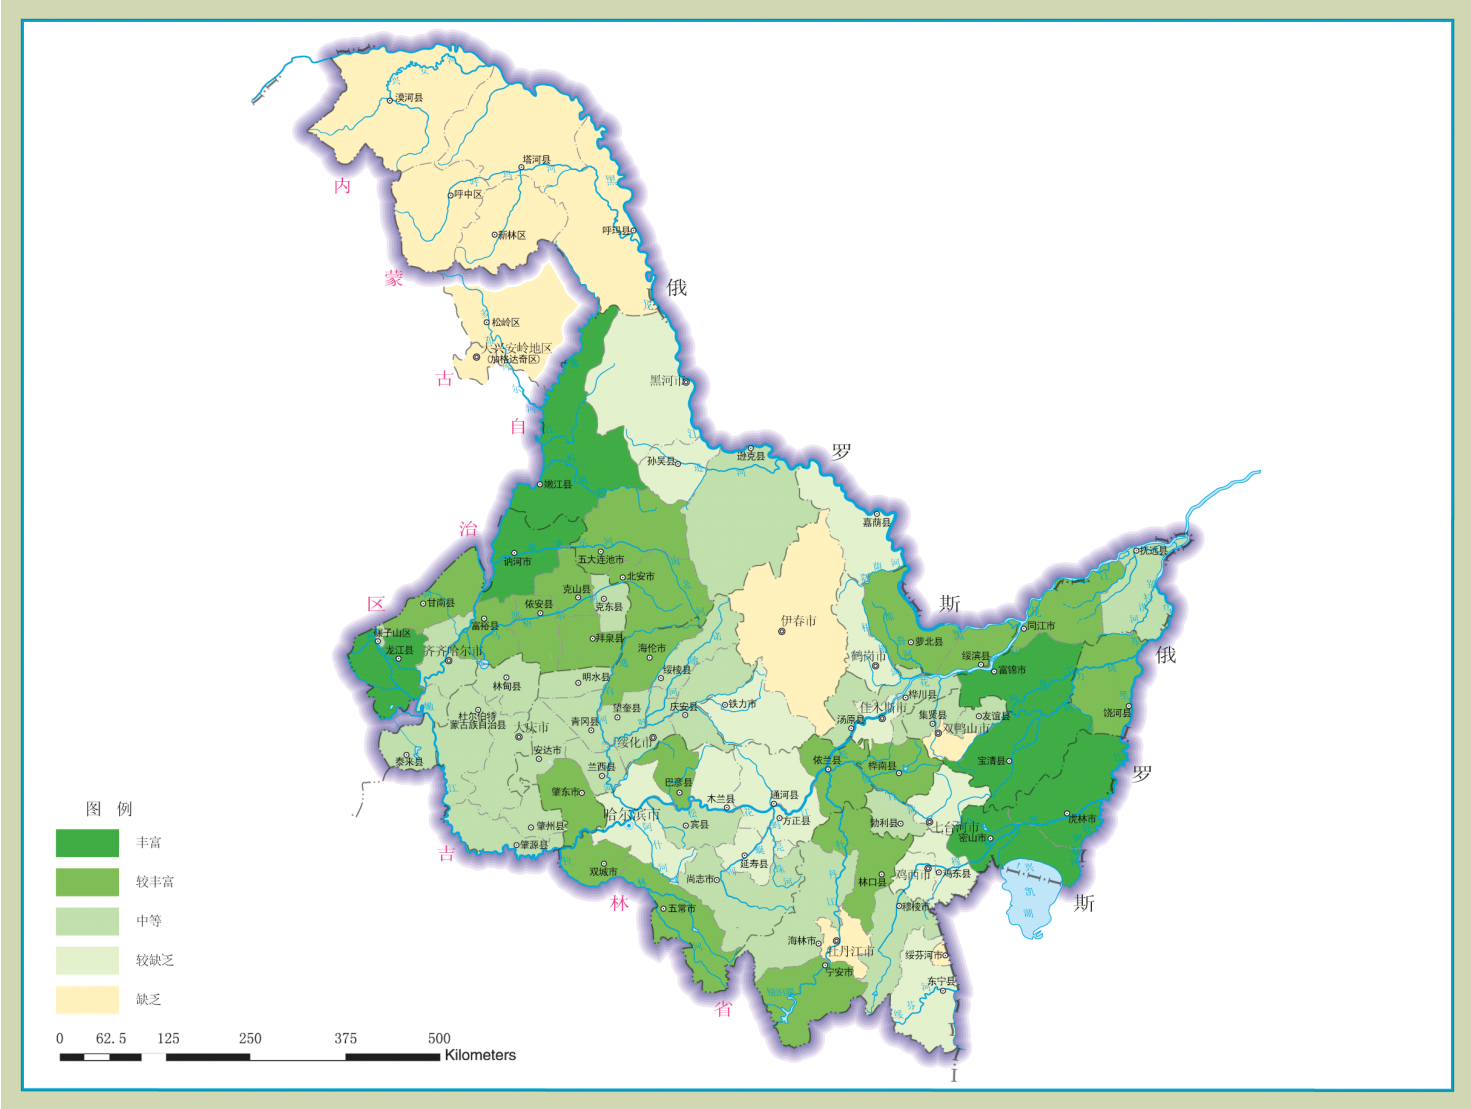 漠河县
塔河县
呼中区
新林区
呼玛县
内
蒙
古
自
治
区
俄
罗
斯
俄
罗
斯
吉
林
省
松岭区
大兴安岭地区
(加格达奇区)
黑河市
孙吴县
逊克县
嘉荫县
嫩江县
讷河市
五大连池市
北安市
克山县
克东县
依安县
甘南县
富裕县
碾子山区
龙江县
齐齐哈尔市
拜泉县
海伦市
伊春市
萝北县
绥滨县
同江市
抚远县
鹤岗市
富锦市
林甸县
明水县
绥棱县
铁力市
庆安县
望奎县
青冈县
杜尔伯特
蒙古族自治县
大庆市
安达市
绥化市
兰西县
泰来县
汤原县
佳木斯市
桦川县
集贤县
友谊县
双鸭山市
饶河县
宝清县
依兰县
桦南县
巴彦县
木兰县
通河县
肇东市
哈尔滨市
宾县
方正县
勃利县
七台河市
虎林市
密山市
肇州县
肇源县
双城市
尚志市
延寿县
林口县
鸡西市
鸡东县
五常市
穆棱市
海林市
牡丹江市
宁安市
绥芬河市
东宁县
兴
凯
湖
图 例
丰富
较丰富
中等
较缺乏
缺乏
0 62.5 125 250 375 500
Kilometers